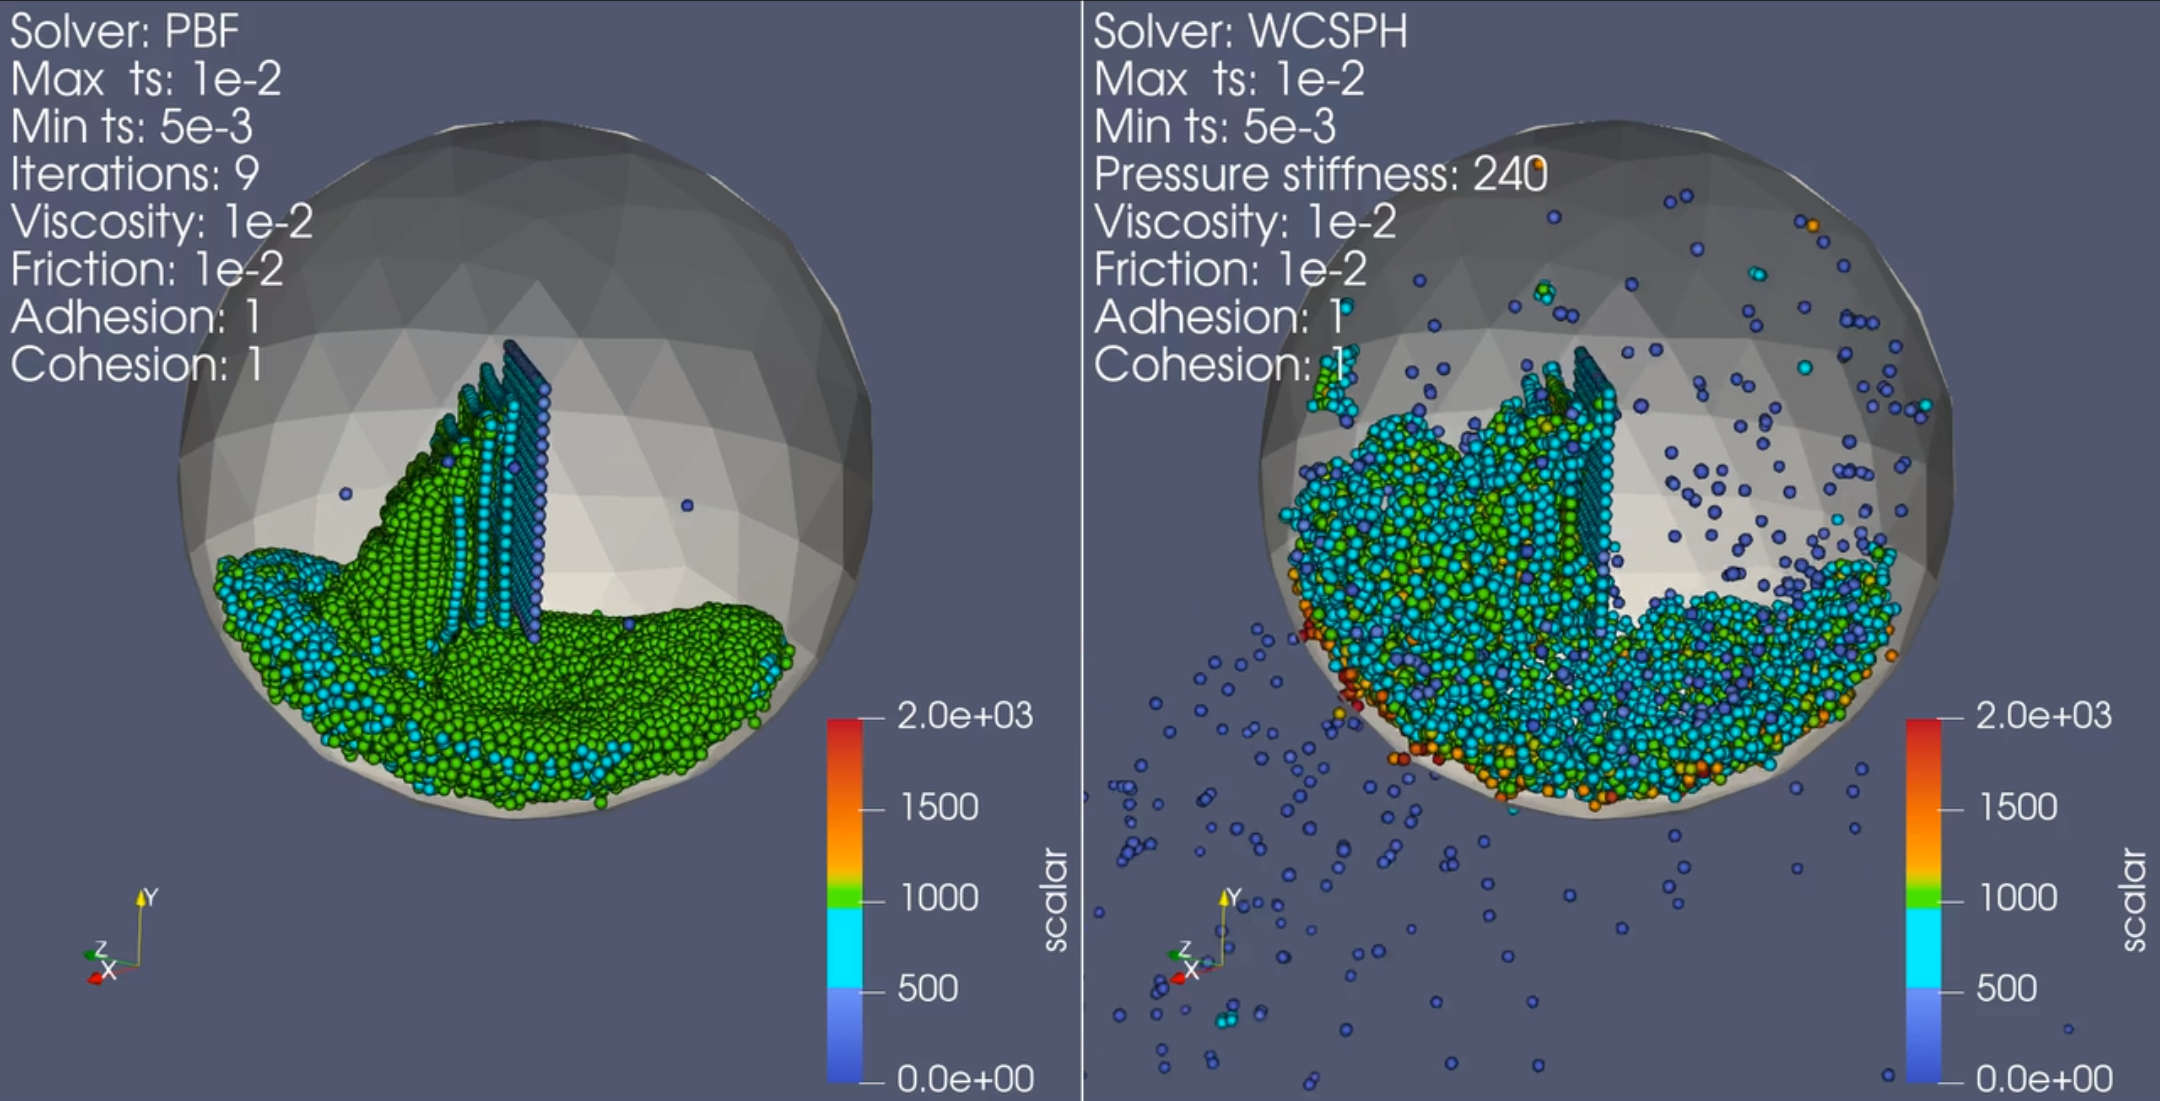 Solver: PBF
Max ts: 1e-2
Min ts: 5e-3
Iterations: 9
Viscosity: 1e-2
Friction: 1e-2
Adhesion: 1
Cohesion: 1
2.0e+03
1500
1000
500
0.0e+00
scalar
Y
Z
X
Solver: WCSPH
Max ts: 1e-2
Min ts: 5e-3
Pressure stiffness: 240
Viscosity: 1e-2
Friction: 1e-2
Adhesion: 1
Cohesion: 1
2.0e+03
1500
1000
500
0.0e+00
scalar
Y
Z
X